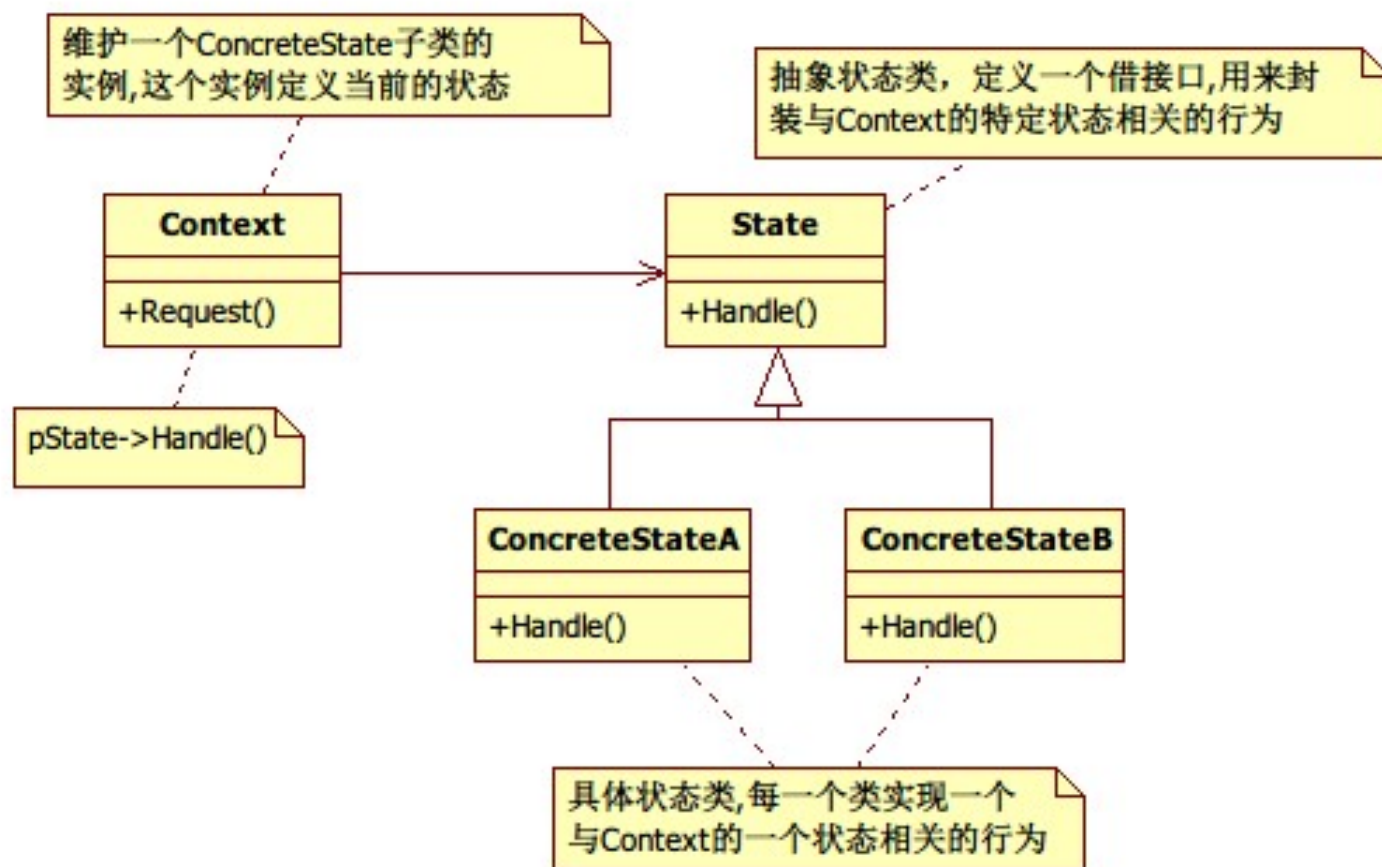 维护一个ConcreteState子类的
实例,这个实例定义当前的状态
抽象状态类，定义一个借接口,用来封
装与Context的特定状态相关的行为
Context
+Request()
State
+Handle()
pState->Handle()
ConcreteStateA
+Handle()
ConcreteStateB
+Handle()
具体状态类,每一个类实现一个
与Context的一个状态相关的行为